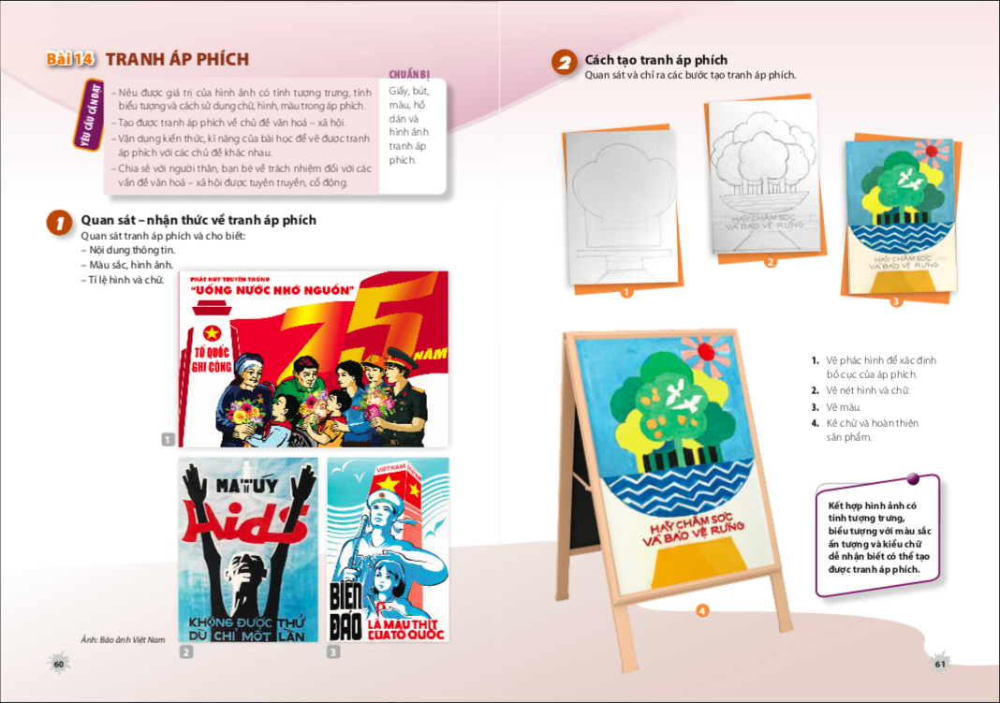 Bài 14 TRANH ÁP PHÍCH
YÊU CẦU CẦN ĐẠT
– Nêu được giá trị của hình ảnh có tính tượng trưng, tính
biểu tượng và cách sử dụng chữ, hình, màu trong áp phích.
– Tạo được tranh áp phích về chủ đề văn hoá – xã hội.
– Vận dụng kiến thức, kĩ năng của bài học để vẽ được tranh
áp phích với các chủ đề khác nhau.
– Chia sẻ với người thân, bạn bè về trách nhiệm đối với các
vấn đề văn hoá – xã hội được tuyên truyền, cổ động.
CHUẨN BỊ
Giấy, bút,
màu, hồ
dán và
hình ảnh
tranh áp
phích.
1 Quan sát – nhận thức về tranh áp phích
Quan sát tranh áp phích và cho biết:
– Nội dung thông tin.
– Màu sắc, hình ảnh.
– Tỉ lệ hình và chữ.
PHÁT HUY TRUYỀN THỐNG
"UỐNG NƯỚC NHỚ NGUỒN"
75
NĂM
TỔ QUỐC
GHI CÔNG
1
MA TÚY
AidS
KHÔNG ĐƯỢC THỬ
DÙ CHỈ MỘT LẦN
2
VIETNAM
BIỂN
ĐẢO
LÀ MÁU THỊT
CỦA TỔ QUỐC
3
Ảnh: Báo ảnh Việt Nam
60
2 Cách tạo tranh áp phích
Quan sát và chỉ ra các bước tạo tranh áp phích.
1
HÃY CHĂM SÓC
VÀ BẢO VỆ RỪNG
2
HÃY CHĂM SÓC
VÀ BẢO VỆ RỪNG
3
HÃY CHĂM SÓC
VÀ BẢO VỆ RỪNG
4
1. Vẽ phác hình để xác định
bố cục của áp phích.
2. Vẽ nét hình và chữ.
3. Vẽ màu.
4. Kẻ chữ và hoàn thiện
sản phẩm.
Kết hợp hình ảnh có
tính tượng trưng,
biểu tượng với màu sắc
ấn tượng và kiểu chữ
dễ nhận biết có thể tạo
được tranh áp phích.
61